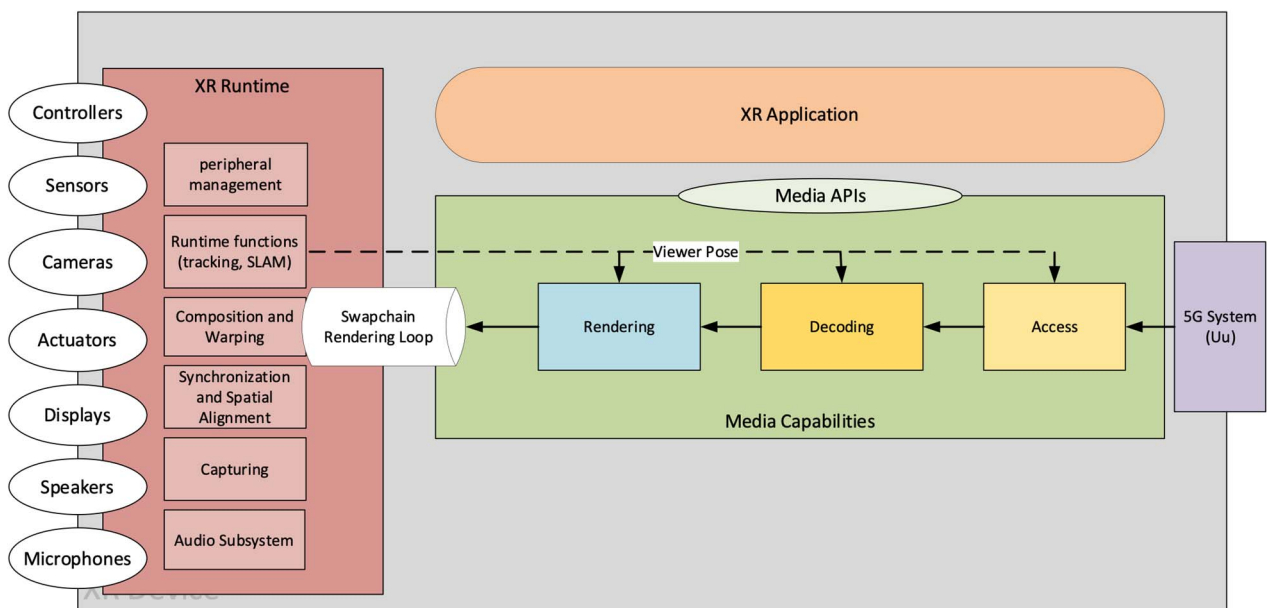 XR Runtime
XR Application
Controllers
peripheral
management
Sensors
Media APIs
Runtime functions
(tracking, SLAM)
Viewer Pose
Cameras
Composition and
Warping
Swapchain
Rendering Loop
Rendering
Decoding
Access
5G System
(Uu)
Actuators
Synchronization
and Spatial
Alignment
Displays
Media Capabilities
Capturing
Speakers
Audio Subsystem
Microphones
XR Device